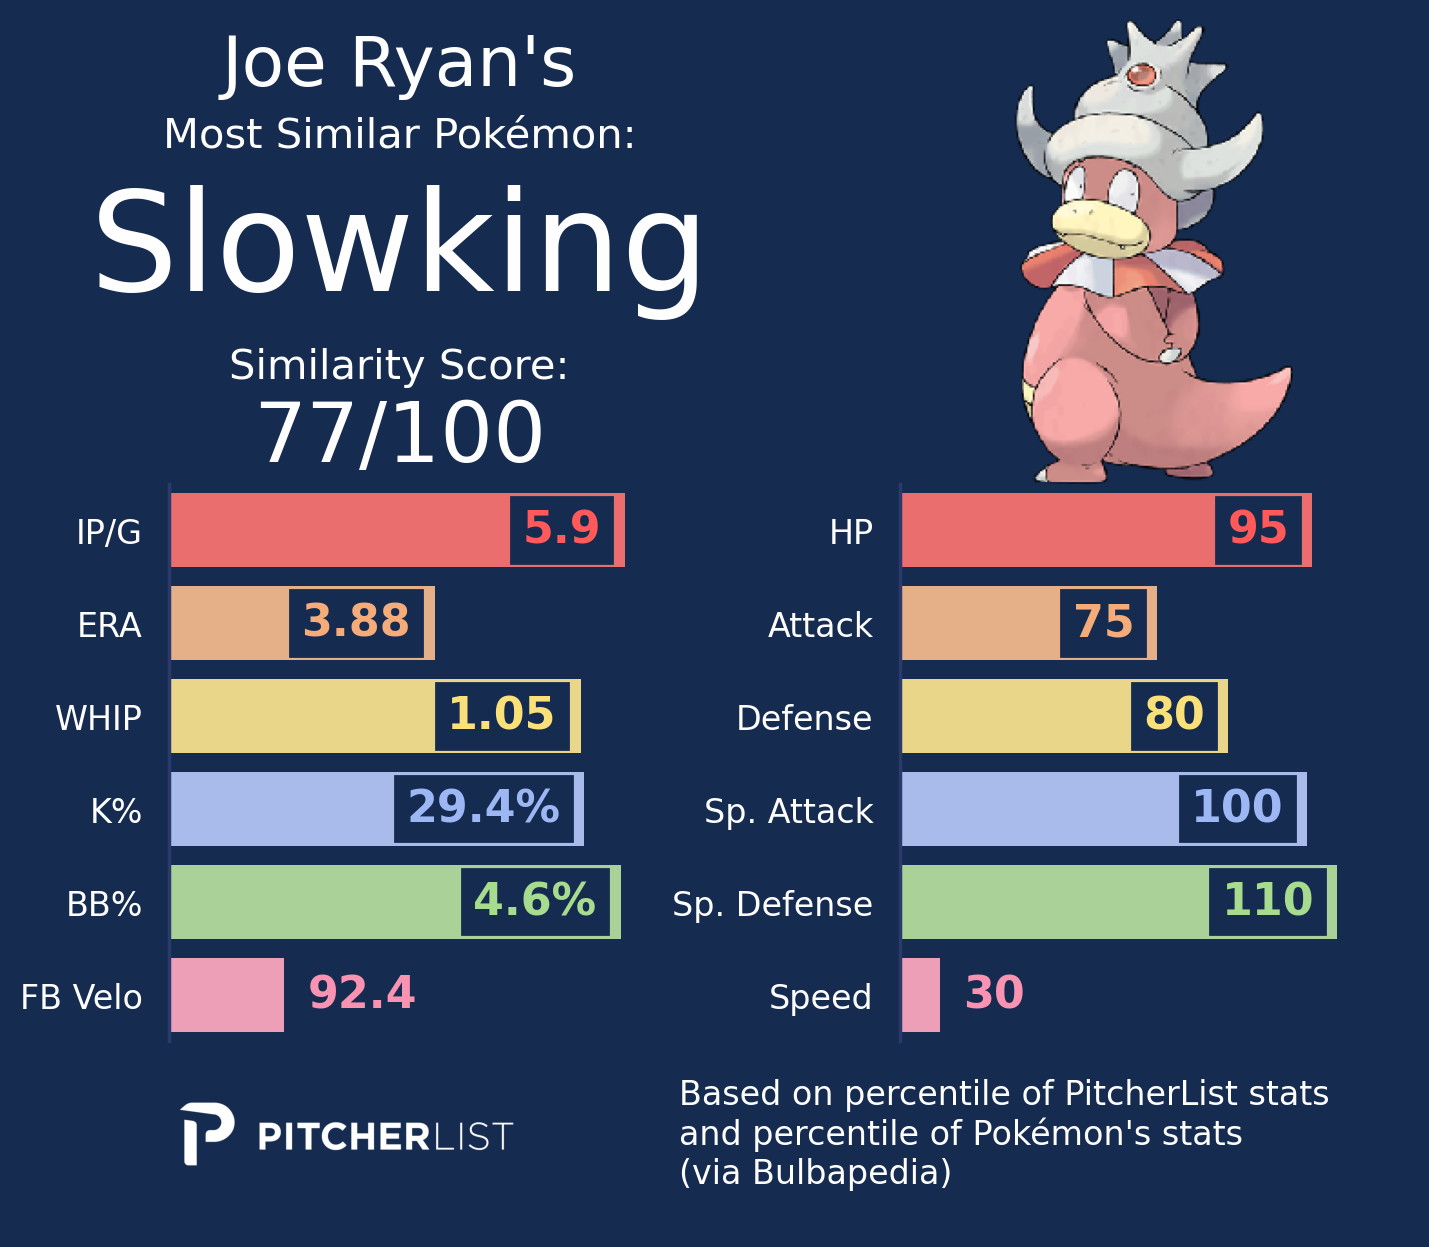 Joe Ryan's
Most Similar Pokémon:
Slowking
Similarity Score:
77/100
IP/G 5.9
ERA 3.88
WHIP 1.05
K% 29.4%
BB% 4.6%
FB Velo 92.4
HP 95
Attack 75
Defense 80
Sp. Attack 100
Sp. Defense 110
Speed 30
PITCHERLIST
Based on percentile of PitcherList stats
and percentile of Pokémon's stats
(via Bulbapedia)